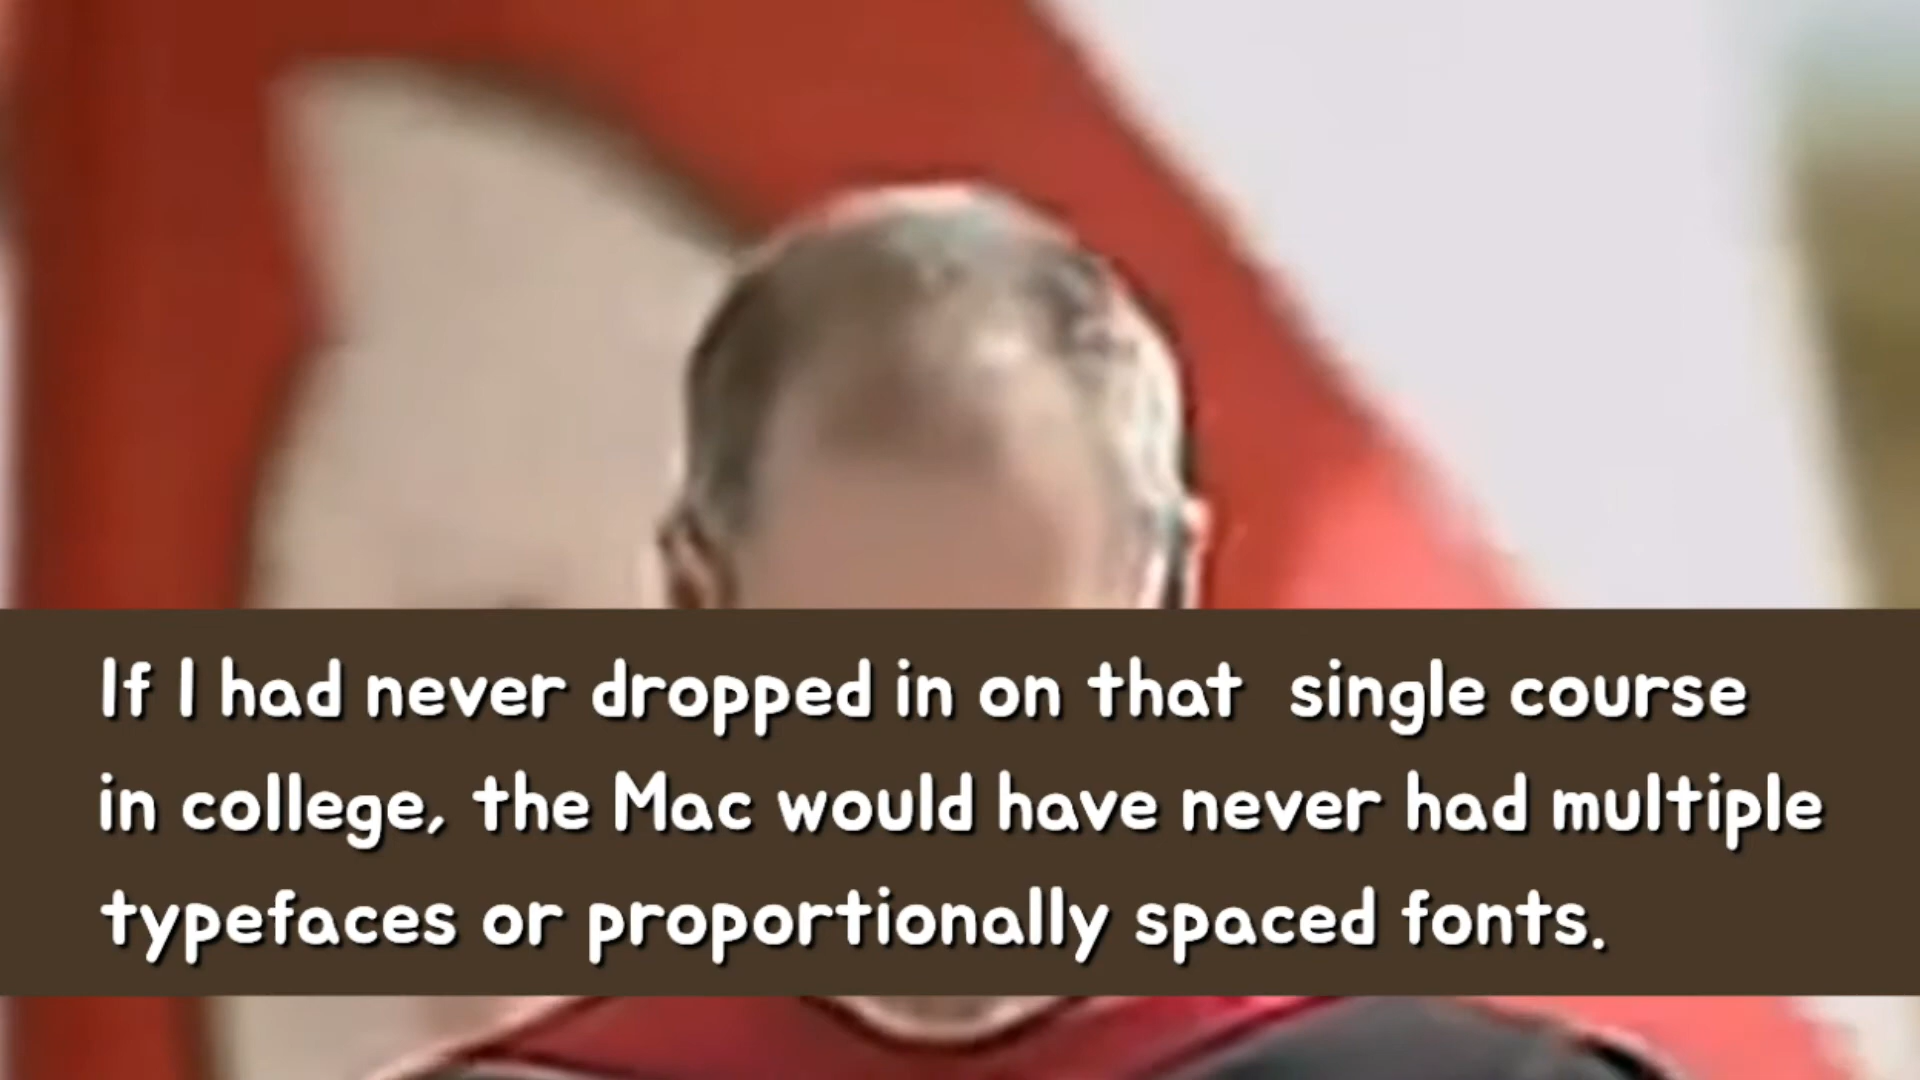 If I had never dropped in on that  single course
in college, the Mac would have never had multiple
typefaces or proportionally spaced fonts.